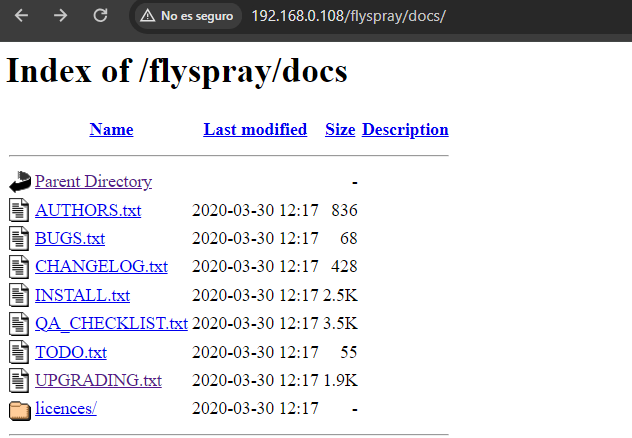 No es seguro 192.168.0.108/flyspray/docs/
Index of /flyspray/docs
Name Last modified Size Description
Parent Directory -
AUTHORS.txt 2020-03-30 12:17 836
BUGS.txt 2020-03-30 12:17 68
CHANGELOG.txt 2020-03-30 12:17 428
INSTALL.txt 2020-03-30 12:17 2.5K
QA_CHECKLIST.txt 2020-03-30 12:17 3.5K
TODO.txt 2020-03-30 12:17 55
UPGRADING.txt 2020-03-30 12:17 1.9K
licences/ 2020-03-30 12:17 -